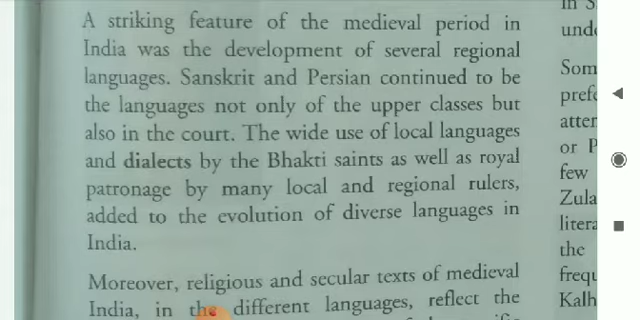 A striking feature of the medieval period in
India was the development of several regional
languages. Sanskrit and Persian continued to be
the languages not only of the upper classes but
also in the court. The wide use of local languages
and dialects by the Bhakti saints as well as royal
patronage by many local and regional rulers,
added to the evolution of diverse languages in
India.
Moreover, religious and secular texts of medieval
India, in the different languages, reflect the
in S
und
Som
prefe
atten
or P
few
Zula
litera
the
frequ
Kalh